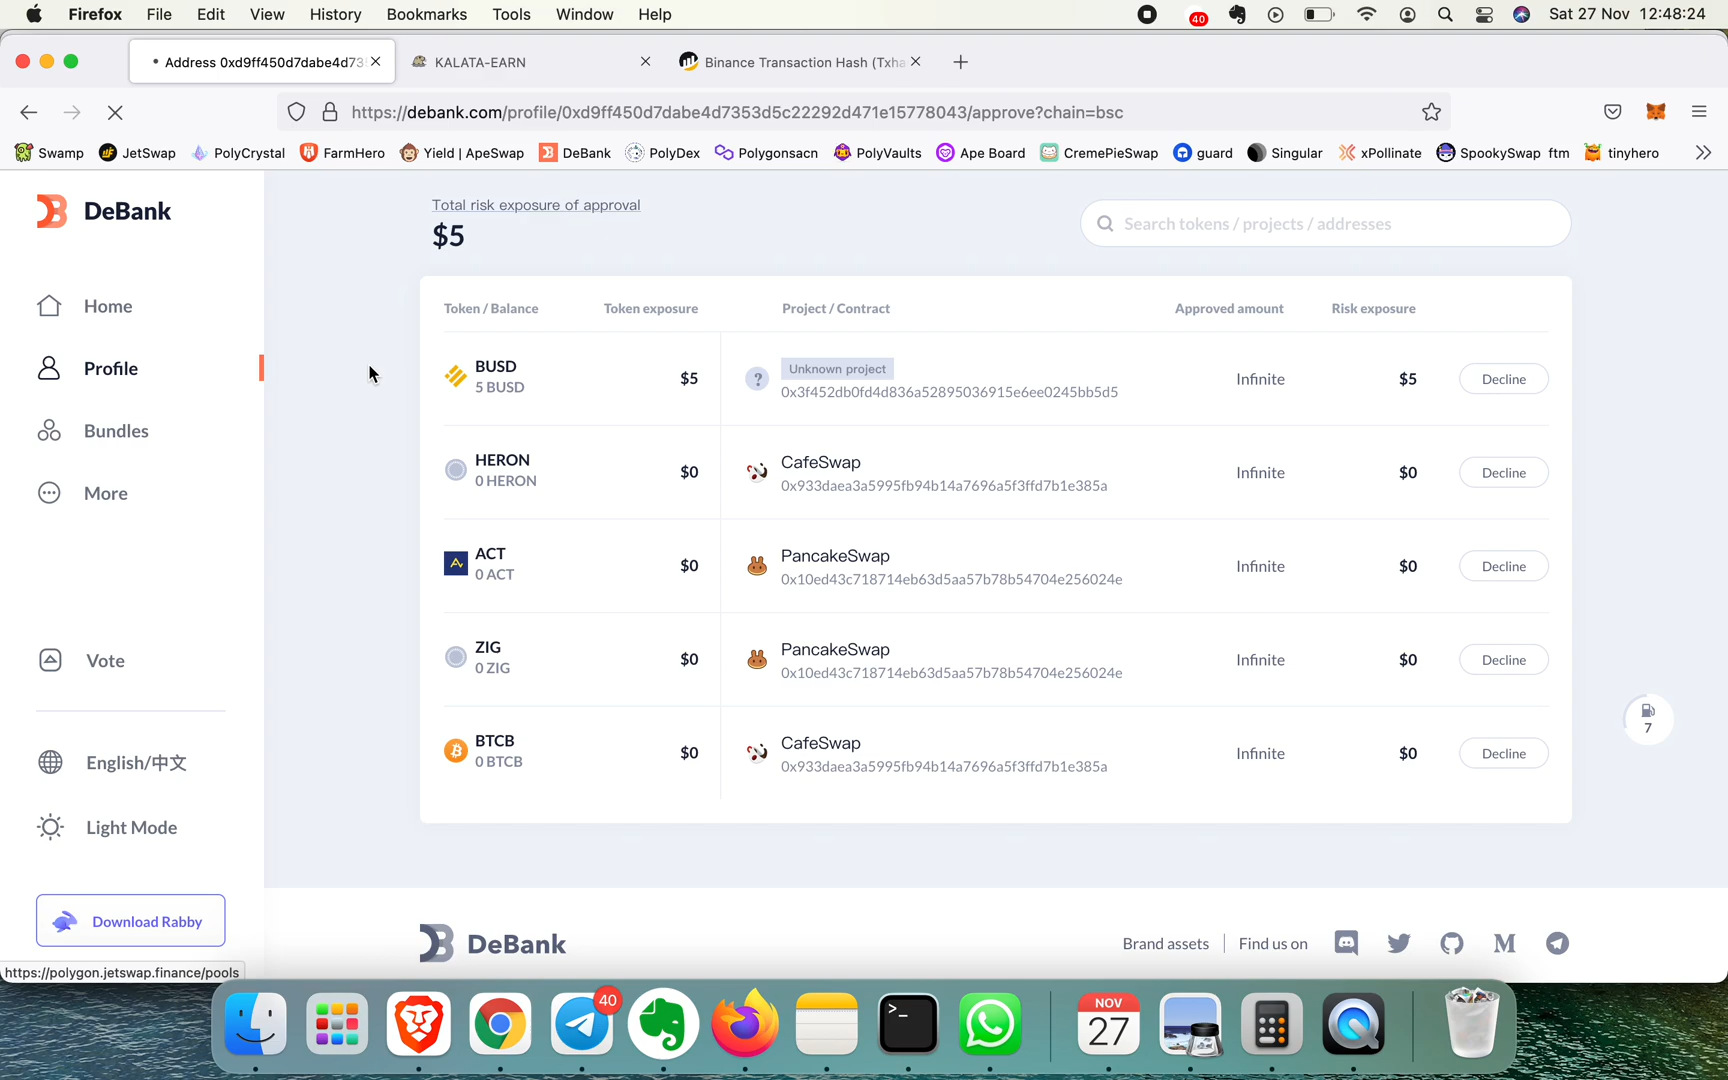 Firefox File Edit View History Bookmarks Tools Window Help
40
Sat 27 Nov 12:48:24
Address 0xd9ff450d7dabe4d73
KALATA-EARN
Binance Transaction Hash (Txha
https://debank.com/profile/0xd9ff450d7dabe4d7353d5c22292d471e15778043/approve?chain=bsc
Swamp JetSwap PolyCrystal FarmHero Yield | ApeSwap DeBank PolyDex Polygonsacn PolyVaults Ape Board CremePieSwap guard Singular xPollinate SpookySwap ftm tinyhero
DeBank
Home
Profile
Bundles
More
Vote
English/中文
Light Mode
Download Rabby
https://polygon.jetswap.finance/pools
Total risk exposure of approval
$5
Search tokens / projects / addresses
Token / Balance Token exposure Project / Contract Approved amount Risk exposure
BUSD
5 BUSD
$5
?
Unknown project
0x3f452db0fd4d836a52895036915e6ee0245bb5d5
Infinite
$5
Decline
HERON
0 HERON
$0
CafeSwap
0x933daea3a5995fb94b14a7696a5f3ffd7b1e385a
Infinite
$0
Decline
ACT
0 ACT
$0
PancakeSwap
0x10ed43c718714eb63d5aa57b78b54704e256024e
Infinite
$0
Decline
ZIG
0 ZIG
$0
PancakeSwap
0x10ed43c718714eb63d5aa57b78b54704e256024e
Infinite
$0
Decline
BTCB
0 BTCB
$0
CafeSwap
0x933daea3a5995fb94b14a7696a5f3ffd7b1e385a
Infinite
$0
Decline
7
DeBank
Brand assets
Find us on
40
NOV
27